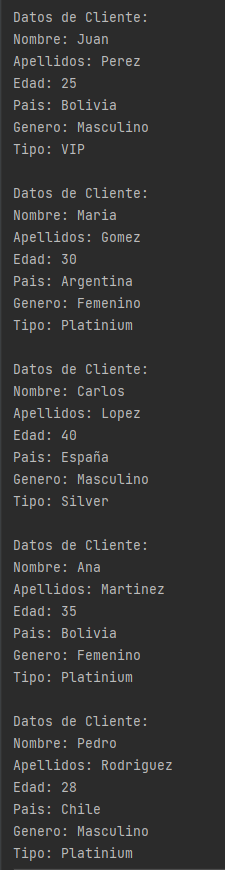 Datos de Cliente:
Nombre: Juan
Apellidos: Perez
Edad: 25
Pais: Bolivia
Genero: Masculino
Tipo: VIP

Datos de Cliente:
Nombre: Maria
Apellidos: Gomez
Edad: 30
Pais: Argentina
Genero: Femenino
Tipo: Platinium

Datos de Cliente:
Nombre: Carlos
Apellidos: Lopez
Edad: 40
Pais: España
Genero: Masculino
Tipo: Silver

Datos de Cliente:
Nombre: Ana
Apellidos: Martinez
Edad: 35
Pais: Bolivia
Genero: Femenino
Tipo: Platinium

Datos de Cliente:
Nombre: Pedro
Apellidos: Rodriguez
Edad: 28
Pais: Chile
Genero: Masculino
Tipo: Platinium